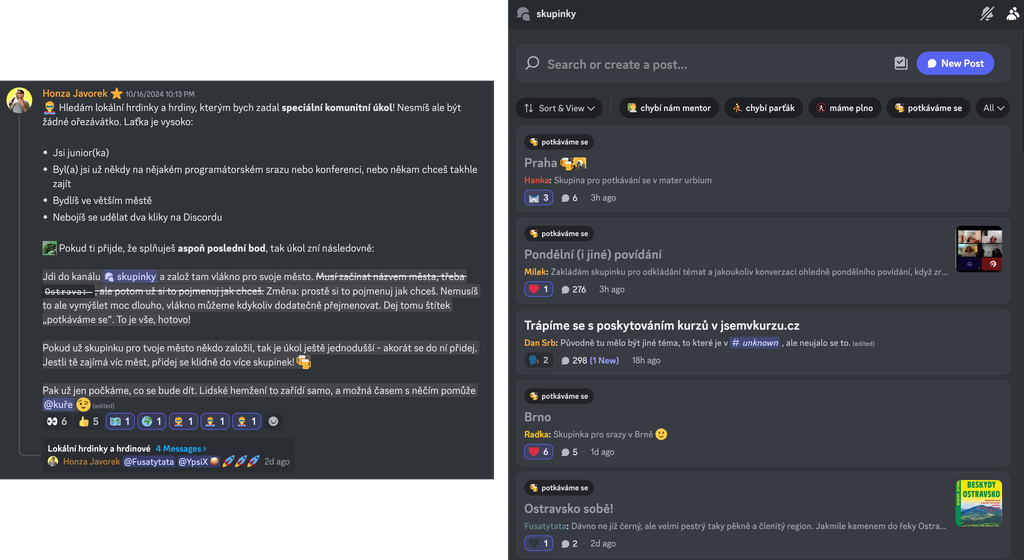 Honza Javorek 10/16/2024 10:13 PM
Hledám lokální hrdinky a hrdiny, kterým bych zadal speciální komunitní úkol! Nesmíš ale být
žádné ořezávátko. Laťka je vysoko:
Jsi junior(ka)
Byl(a) jsi už někdy na nějakém programátorském srazu nebo konferenci, nebo někam chceš takhle
zajít
Bydlíš ve větším městě
Nebojíš se udělat dva kliky na Discordu
Pokud ti přijde, že splňuješ aspoň poslední bod, tak úkol zní následovně:
Jdi do kanálu skupinky a založ tam vlákno pro svoje město. Musí začínat názvem města, třeba
Ostrava: , ale potom už si to pojmenuj jak chceš. Změna: prostě si to pojmenuj jak chceš. Nemusíš
to ale vymýšlet moc dlouho, vlákno můžeme kdykoliv dodatečně přejmenovat. Dej tomu štítek
„potkáváme se“. To je vše, hotovo!
Pokud už skupinku pro tvoje město někdo založil, tak je úkol ještě jednodušší - akorát se do ní přidej.
Jestli tě zajímá víc měst, přidej se klidně do více skupinek!
Pak už jen počkáme, co se bude dít. Lidské hemžení to zařídí samo, a možná časem s něčím pomůže
@kuře (edited)
6 5 1 1 1 1 1
Lokální hrdinky a hrdinové 4 Messages ›
Honza Javorek @Fusatytata @YpsiX 2d ago
skupinky
Search or create a post...
New Post
Sort & View
chybí nám mentor
chybí parťák
máme plno
potkáváme se
All
potkáváme se
Praha
Hanka: Skupina pro potkávání se v mater urbium
3 6 • 3h ago
potkáváme se
Pondělní (i jiné) povídání
Milek: Zakládám skupinku pro odkládání témat a jakoukoliv konverzaci ohledně pondělního povídání, když zr...
1 276 • 3h ago
Trápíme se s poskytováním kurzů v jsemvkurzu.cz
Dan Srb: Původně tu mělo být jiné téma, to které je v # unknown , ale neujalo se to. (edited)
2 298 (1 New) • 18h ago
potkáváme se
Brno
Radka: Skupinka pro srazy v Brně
6 5 • 1d ago
potkáváme se
Ostravsko sobě!
Fusatytata: Dávno ne již černý, ale velmi pestrý taky pěkně a členitý region. Jakmile kamenem do řeky Ostra...
1 2 • 2d ago
BESKYDY
OSTRAVSKO